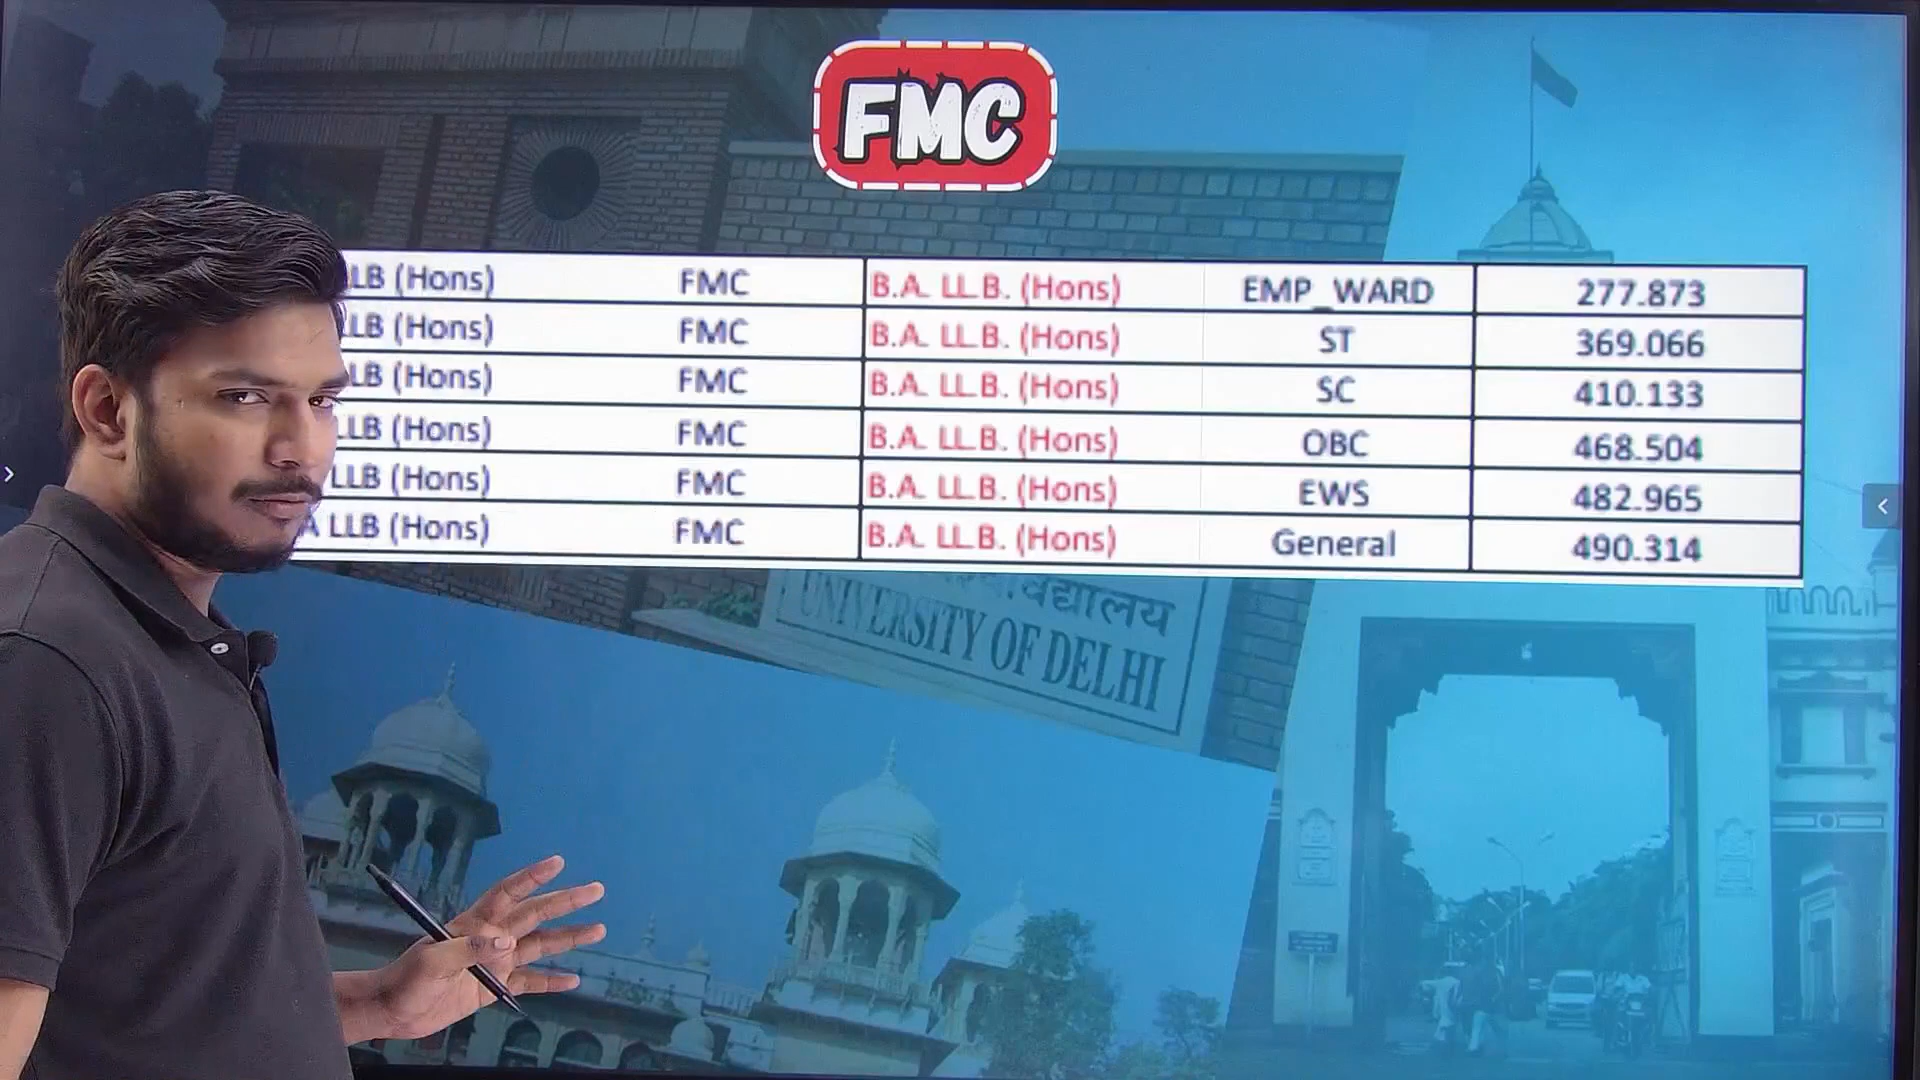 FMC
LLB (Hons) FMC B.A. LL.B. (Hons) EMP_WARD 277.873
LLB (Hons) FMC B.A. LL.B. (Hons) ST 369.066
LLB (Hons) FMC B.A. LL.B. (Hons) SC 410.133
LLB (Hons) FMC B.A. LL.B. (Hons) OBC 468.504
LLB (Hons) FMC B.A. LL.B. (Hons) EWS 482.965
A LLB (Hons) FMC B.A. LL.B. (Hons) General 490.314
UNIVERSITY OF DELHI